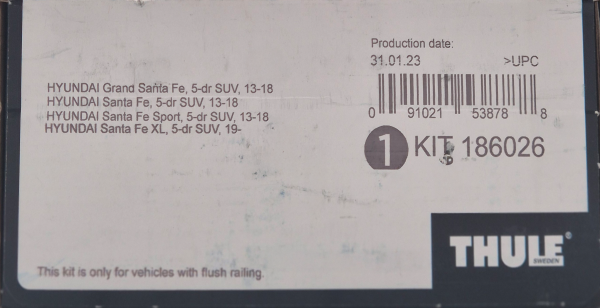 Production date:
31.01.23 >UPC
HYUNDAI Grand Santa Fe, 5-dr SUV, 13-18
HYUNDAI Santa Fe, 5-dr SUV, 13-18
HYUNDAI Santa Fe Sport, 5-dr SUV, 13-18
HYUNDAI Santa Fe XL, 5-dr SUV, 19-
0 91021 53878 8
1 KIT 186026
THULE
SWEDEN
This kit is only for vehicles with flush railing.